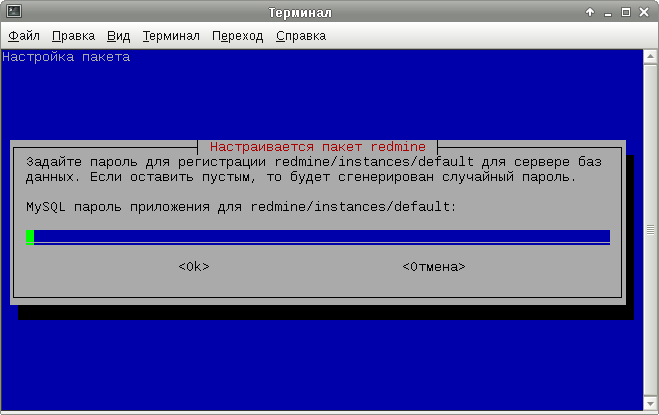 Терминал
Файл Правка Вид Терминал Переход Справка
Настройка пакета
Настраивается пакет redmine
Задайте пароль для регистрации redmine/instances/default для сервере баз
данных. Если оставить пустым, то будет сгенерирован случайный пароль.
MySQL пароль приложения для redmine/instances/default:
<Ok> <Отмена>